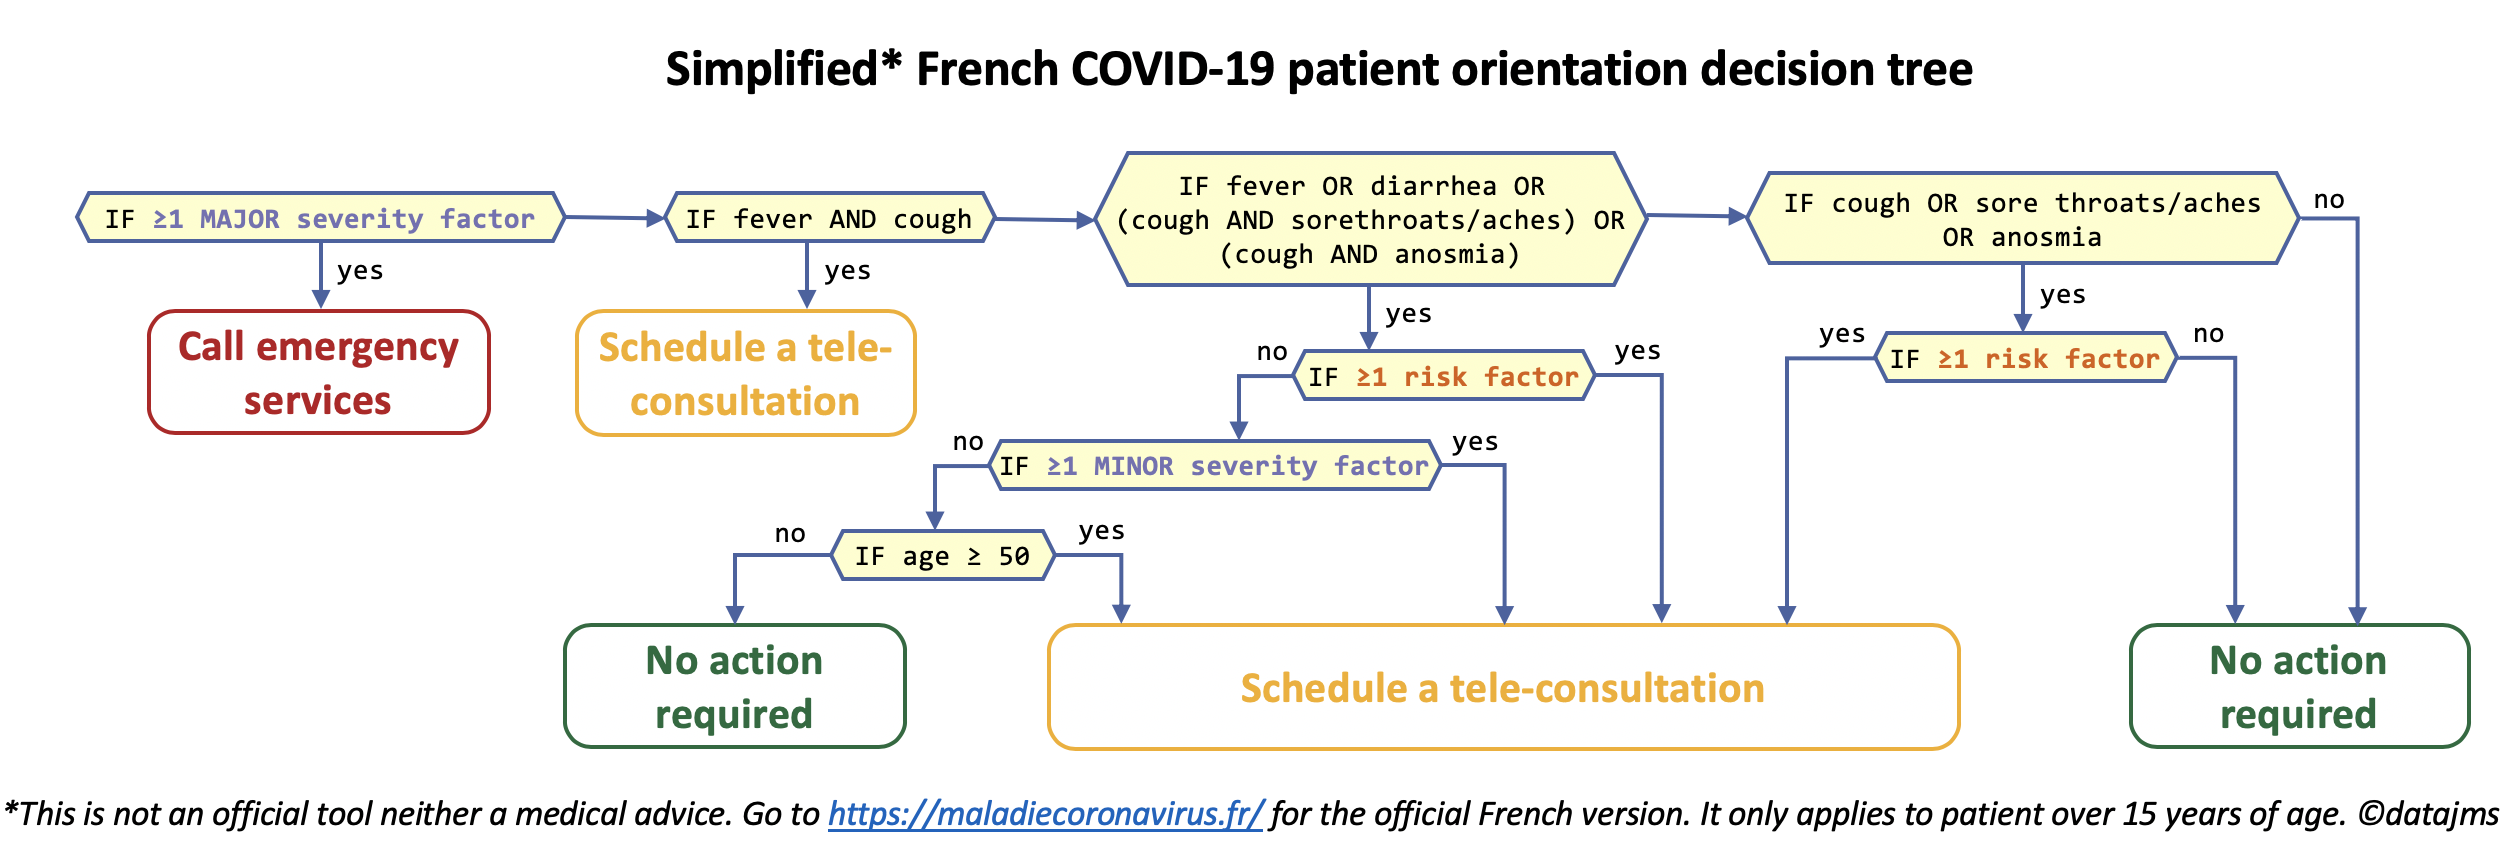 Simplified* French COVID-19 patient orientation decision tree
IF ≥1 MAJOR severity factor
yes
Call emergency
services
IF fever AND cough
yes
Schedule a tele-
consultation
IF fever OR diarrhea OR
(cough AND sorethroats/aches) OR
(cough AND anosmia)
yes
IF cough OR sore throats/aches
OR anosmia
no
yes
no
IF ≥1 risk factor
yes
yes
IF ≥1 risk factor
no
no
IF ≥1 MINOR severity factor
yes
no
IF age ≥ 50
yes
No action
required
Schedule a tele-consultation
No action
required
*This is not an official tool neither a medical advice. Go to https://maladiecoronavirus.fr/ for the official French version. It only applies to patient over 15 years of age. ©datajms